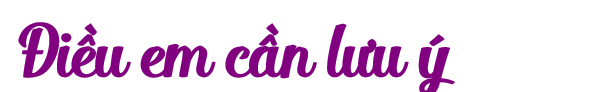 Điều em cần lưu ý